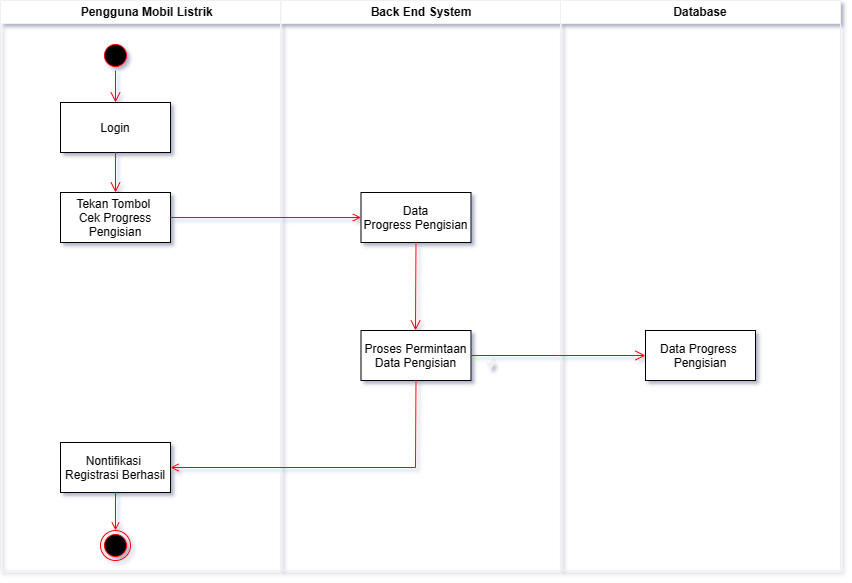 Pengguna Mobil Listrik
Back End System
Database
Login
Tekan Tombol
Cek Progress
Pengisian
Data
Progress Pengisian
Proses Permintaan
Data Pengisian
Data Progress
Pengisian
Nontifikasi
Registrasi Berhasil